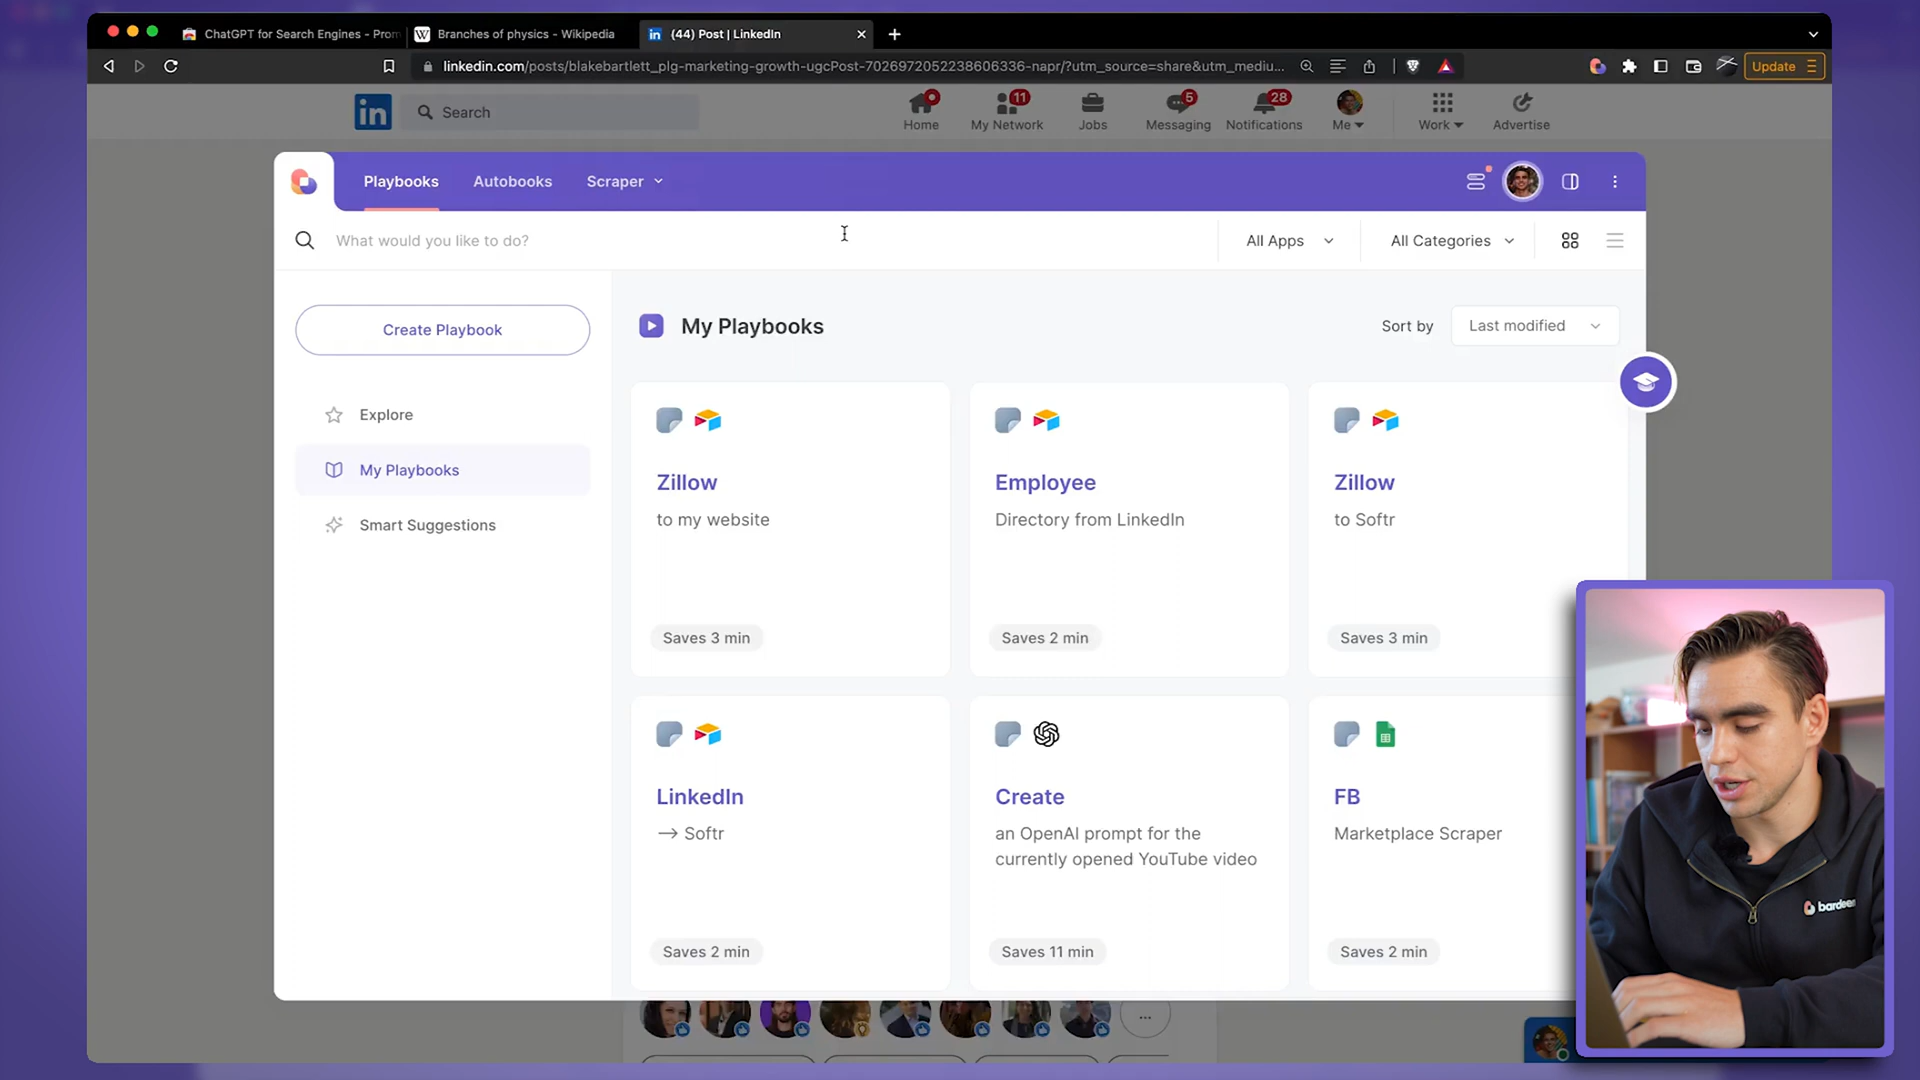 ChatGPT for Search Engines - Prom
Branches of physics - Wikipedia
(44) Post | LinkedIn
linkedin.com/posts/blakebartlett_plg-marketing-growth-ugcPost-7026972052238606336-napr/?utm_source=share&utm_mediu...
Update
Search
Home
11
My Network
Jobs
5
Messaging
28
Notifications
Me
Work
Advertise
Playbooks
Autobooks
Scraper
What would you like to do?
All Apps
All Categories
Create Playbook
Explore
My Playbooks
Smart Suggestions
My Playbooks
Sort by
Last modified
Zillow
to my website
Saves 3 min
Employee
Directory from LinkedIn
Saves 2 min
Zillow
to Softr
Saves 3 min
LinkedIn
→ Softr
Saves 2 min
Create
an OpenAI prompt for the
currently opened YouTube video
Saves 11 min
FB
Marketplace Scraper
Saves 2 min
bardeen